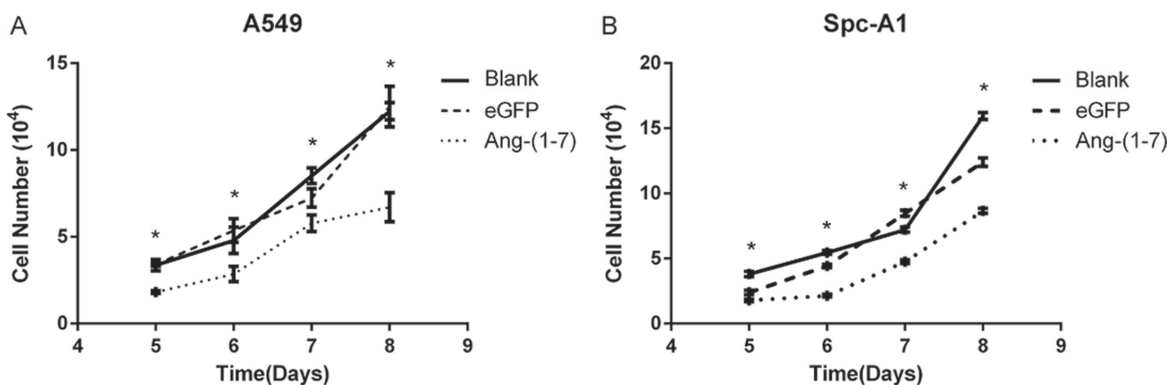 A
A549
15
10
5
0
Cell Number (10⁴)
4 5 6 7 8 9
Time(Days)
*
*
*
*
Blank
eGFP
Ang-(1-7)
B
Spc-A1
20
15
10
5
0
Cell Number (10⁴)
4 5 6 7 8 9
Time(Days)
*
*
*
*
Blank
eGFP
Ang-(1-7)